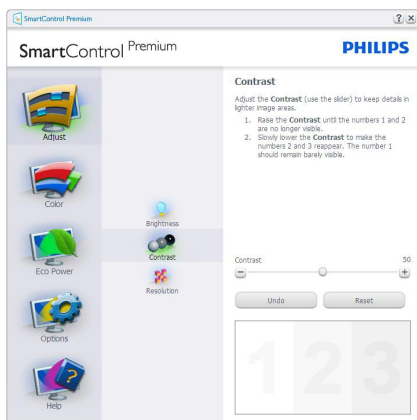 SmartControl Premium
SmartControl Premium
PHILIPS
Adjust
Color
Eco Power
Options
Help
Brightness
Contrast
Resolution
Contrast
Adjust the Contrast (use the slider) to keep details in
lighter image areas.
1. Raise the Contrast until the numbers 1 and 2
are no longer visible.
2. Slowly lower the Contrast to make the
numbers 2 and 3 reappear. The number 1
should remain barely visible.
Contrast 50
Undo Reset
1 2 3